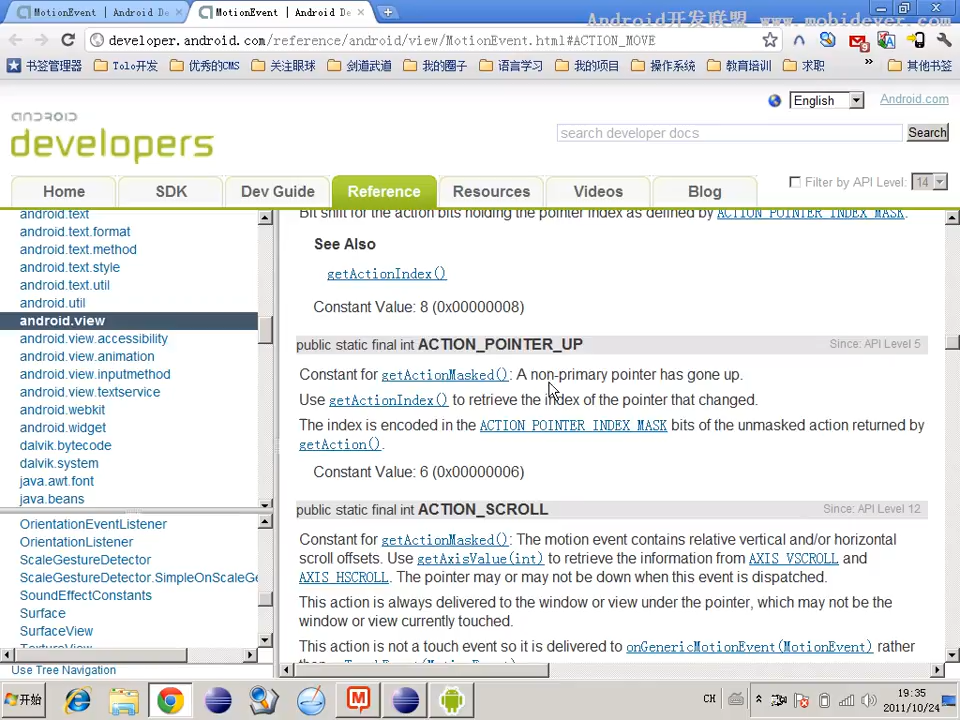 MotionEvent | Android De
MotionEvent | Android De
Android开发联盟 www.mobidever.com
developer.android.com/reference/android/view/MotionEvent.html#ACTION_MOVE
书签管理器 Tolo开发 优秀的CMS 关注眼球 剑道武道 我的圈子 语言学习 我的项目 操作系统 教育培训 求职 » 其他书签
English
Android.com
android
developers
search developer docs
Search
Home SDK Dev Guide Reference Resources Videos Blog
Filter by API Level: 14
android.text
android.text.format
android.text.method
android.text.style
android.text.util
android.util
android.view
android.view.accessibility
android.view.animation
android.view.inputmethod
android.view.textservice
android.webkit
android.widget
dalvik.bytecode
dalvik.system
java.awt.font
java.beans
OrientationEventListener
OrientationListener
ScaleGestureDetector
ScaleGestureDetector.SimpleOnScaleGe
SoundEffectConstants
Surface
SurfaceView
TextureView
Use Tree Navigation
Bit shift for the action bits holding the pointer index as defined by ACTION_POINTER_INDEX_MASK.
See Also
getActionIndex()
Constant Value: 8 (0x00000008)
public static final int ACTION_POINTER_UP
Since: API Level 5
Constant for getActionMasked(): A non-primary pointer has gone up.
Use getActionIndex() to retrieve the index of the pointer that changed.
The index is encoded in the ACTION_POINTER_INDEX_MASK bits of the unmasked action returned by
getAction().
Constant Value: 6 (0x00000006)
public static final int ACTION_SCROLL
Since: API Level 12
Constant for getActionMasked(): The motion event contains relative vertical and/or horizontal
scroll offsets. Use getAxisValue(int) to retrieve the information from AXIS_VSCROLL and
AXIS_HSCROLL. The pointer may or may not be down when this event is dispatched.
This action is always delivered to the window or view under the pointer, which may not be the
window or view currently touched.
This action is not a touch event so it is delivered to onGenericMotionEvent(MotionEvent) rather
than onTouchEvent(MotionEvent).
开始
CH
19:35
2011/10/24